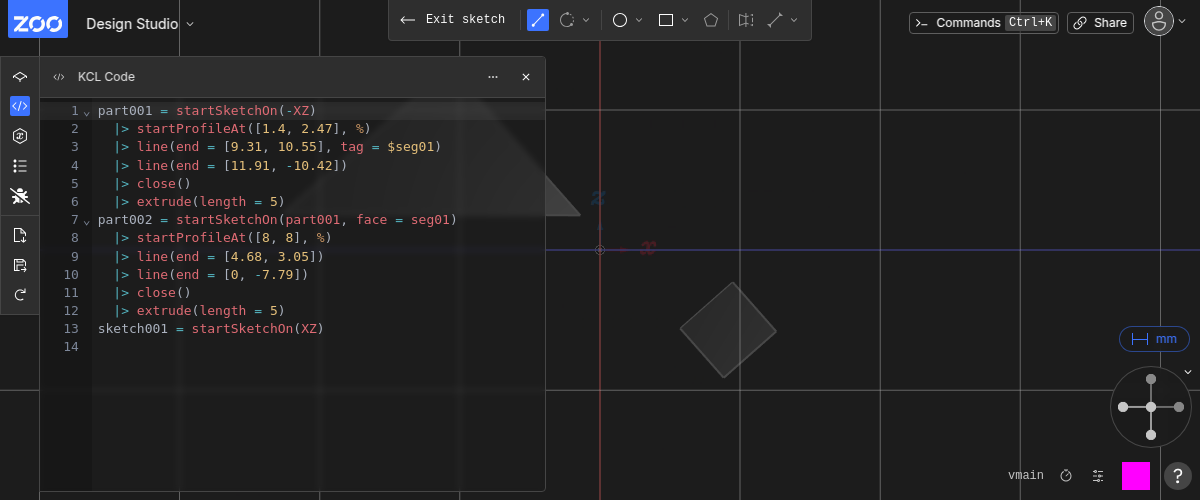 ZOO
Design Studio
Exit sketch
Commands Ctrl+K
Share
KCL Code
1 part001 = startSketchOn(-XZ)
2 |> startProfileAt([1.4, 2.47], %)
3 |> line(end = [9.31, 10.55], tag = $seg01)
4 |> line(end = [11.91, -10.42])
5 |> close()
6 |> extrude(length = 5)
7 part002 = startSketchOn(part001, face = seg01)
8 |> startProfileAt([8, 8], %)
9 |> line(end = [4.68, 3.05])
10 |> line(end = [0, -7.79])
11 |> close()
12 |> extrude(length = 5)
13 sketch001 = startSketchOn(XZ)
14
z
x
mm
vmain
?